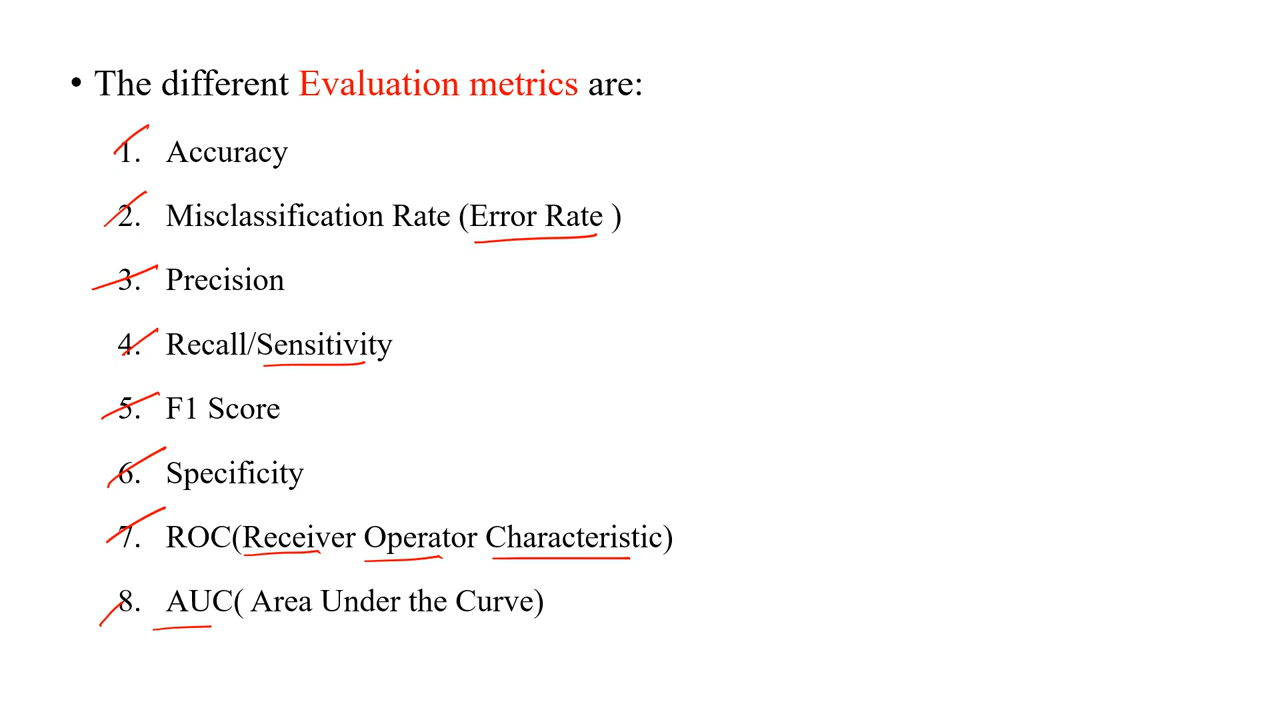 • The different Evaluation metrics are:
1. Accuracy
2. Misclassification Rate (Error Rate )
3. Precision
4. Recall/Sensitivity
5. F1 Score
6. Specificity
7. ROC(Receiver Operator Characteristic)
8. AUC( Area Under the Curve)